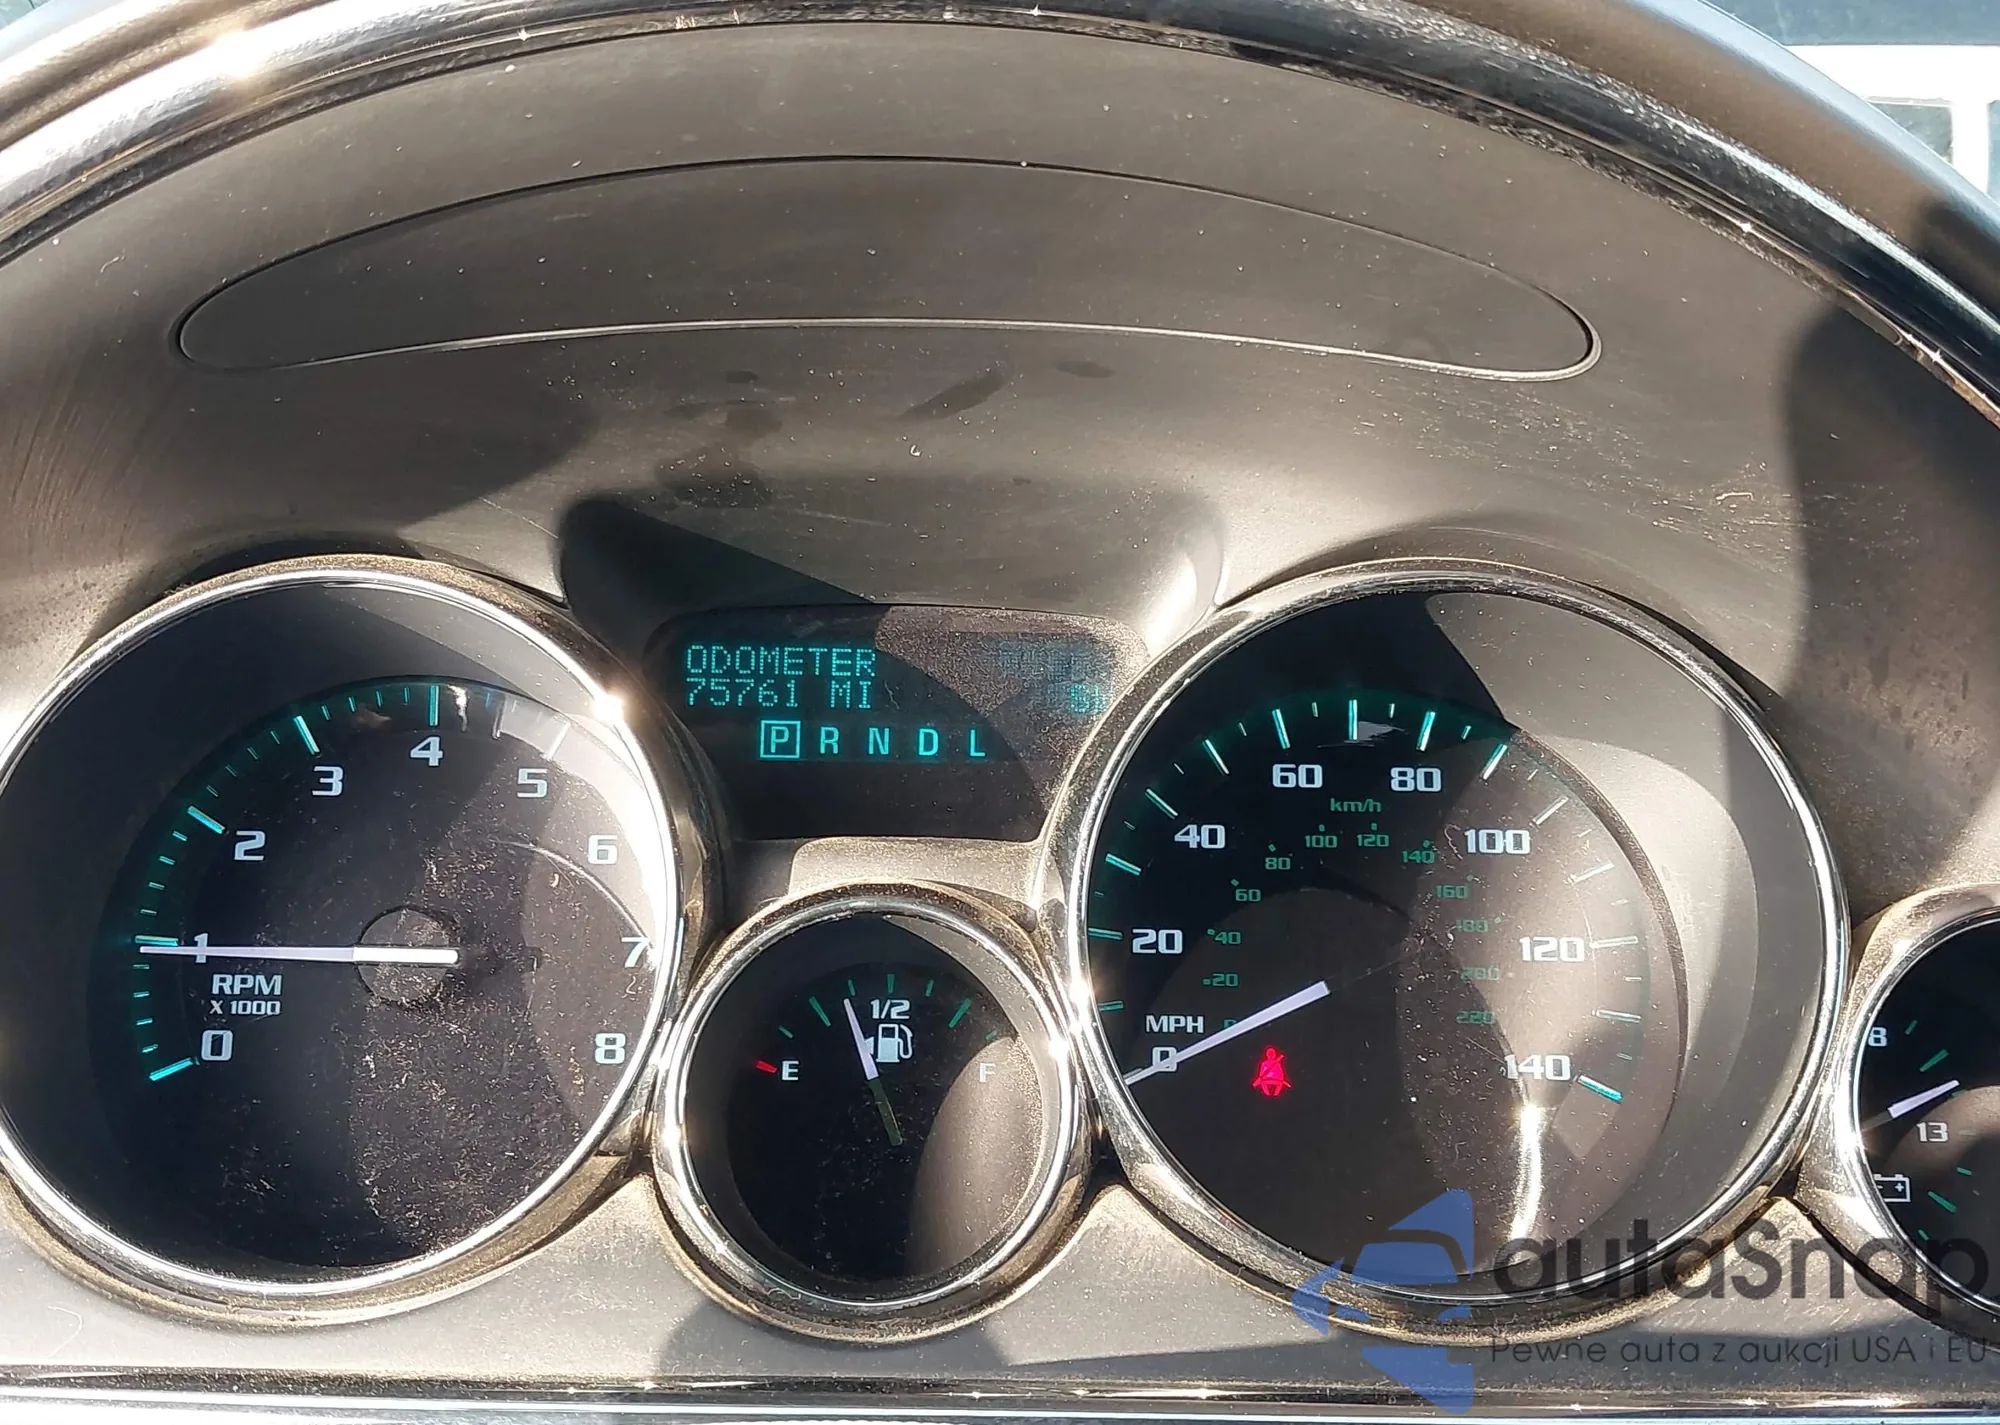 ODOMETER
75761 MI
P R N D L
0 1 2 3 4 5 6 7 8
RPM
X 1000
E 1/2 F
0 20 40 60 80 100 120 140
MPH
km/h
20 40 60 80 100 120 140 160 180 200 220
8
13
autaSnap
Pewne auta z aukcji USA i EU